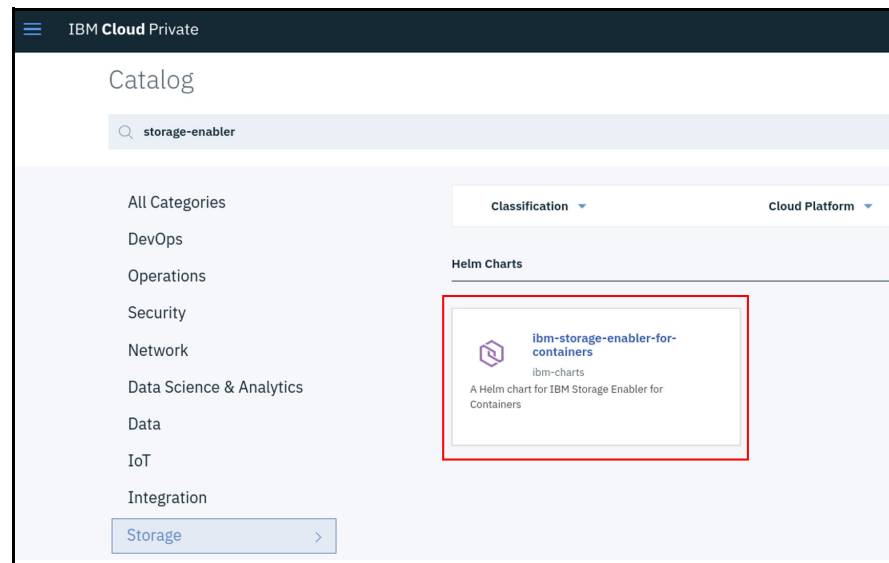 IBM Cloud Private
Catalog
storage-enabler
All Categories
DevOps
Operations
Security
Network
Data Science & Analytics
Data
IoT
Integration
Storage
Classification
Cloud Platform
Helm Charts
ibm-storage-enabler-for-
containers
ibm-charts
A Helm chart for IBM Storage Enabler for
Containers